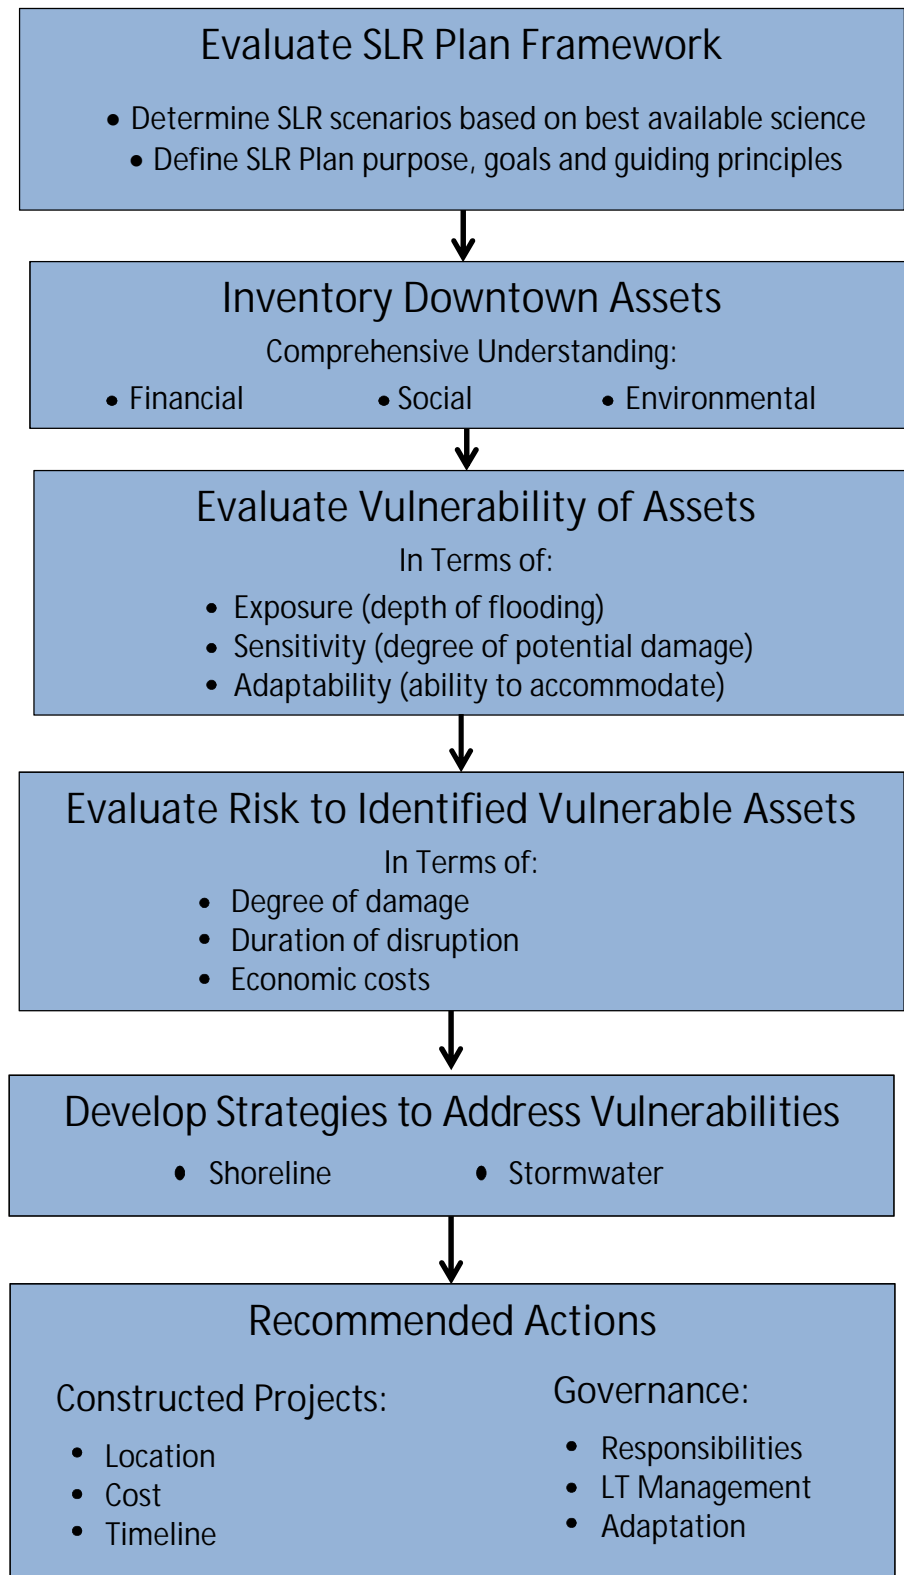 Evaluate SLR Plan Framework
• Determine SLR scenarios based on best available science
• Define SLR Plan purpose, goals and guiding principles
Inventory Downtown Assets
Comprehensive Understanding:
• Financial • Social • Environmental
Evaluate Vulnerability of Assets
In Terms of:
• Exposure (depth of flooding)
• Sensitivity (degree of potential damage)
• Adaptability (ability to accommodate)
Evaluate Risk to Identified Vulnerable Assets
In Terms of:
• Degree of damage
• Duration of disruption
• Economic costs
Develop Strategies to Address Vulnerabilities
• Shoreline • Stormwater
Recommended Actions
Constructed Projects:
• Location
• Cost
• Timeline
Governance:
• Responsibilities
• LT Management
• Adaptation